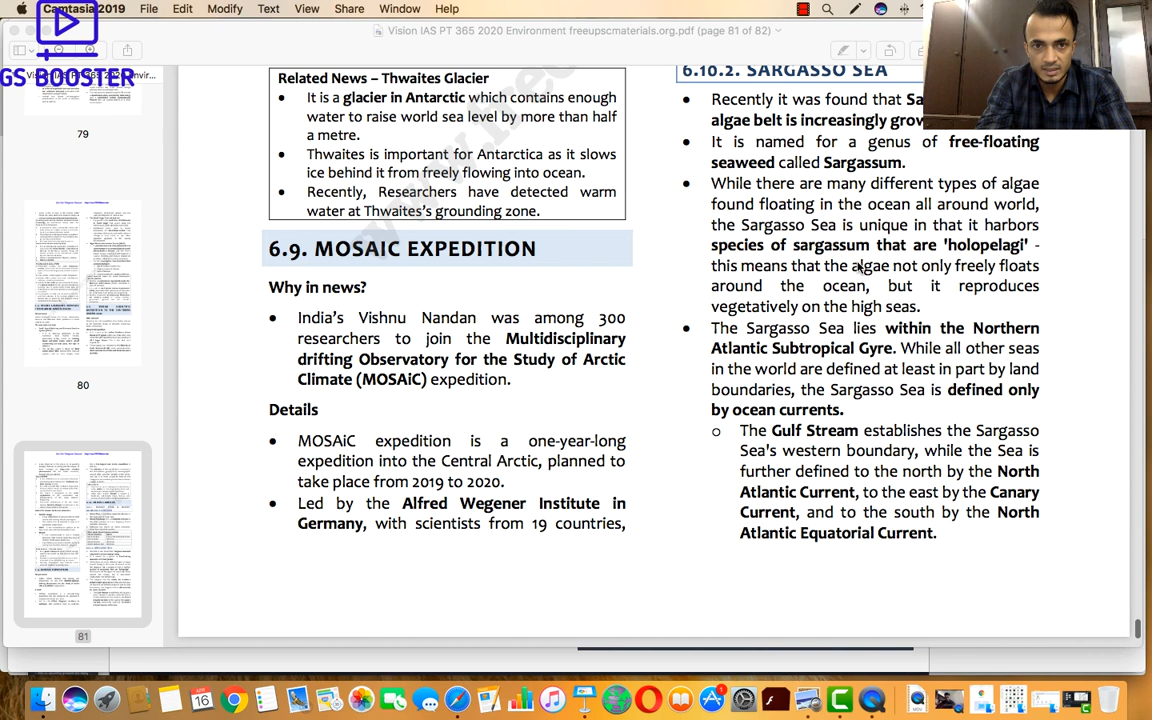 Camtasia 2019 File Edit Modify Text View Share Window Help
GS BOOSTER
Vision IAS PT 365 2020 Environment freeupscmaterials.org.pdf (page 81 of 82)
79
80
81
Related News – Thwaites Glacier
• It is a glacier in Antarctic which contains enough
water to raise world sea level by more than half
a metre.
• Thwaites is important for Antarctica as it slows
ice behind it from freely flowing into ocean.
• Recently, Researchers have detected warm
water at Thwaites's grounding zone.
6.9. MOSAIC EXPEDITION
Why in news?
• India's Vishnu Nandan was among 300
researchers to join the Multidisciplinary
drifting Observatory for the Study of Arctic
Climate (MOSAiC) expedition.
Details
• MOSAiC expedition is a one-year-long
expedition into the Central Arctic, planned to
take place from 2019 to 2020.
• Led by the Alfred Wegener Institute in
Germany, with scientists from 19 countries,
6.10.2. SARGASSO SEA
• Recently it was found that Sa
algae belt is increasingly grow
• It is named for a genus of free-floating
seaweed called Sargassum.
• While there are many different types of algae
found floating in the ocean all around world,
the Sargasso Sea is unique in that it harbors
species of sargassum that are 'holopelagi' -
this means that the algae not only freely floats
around the ocean, but it reproduces
vegetatively on the high seas.
• The Sargasso Sea lies within the Northern
Atlantic Subtropical Gyre. While all other seas
in the world are defined at least in part by land
boundaries, the Sargasso Sea is defined only
by ocean currents.
o The Gulf Stream establishes the Sargasso
Sea's western boundary, while the Sea is
further defined to the north by the North
Atlantic Current, to the east by the Canary
Current, and to the south by the North
Atlantic Equatorial Current.